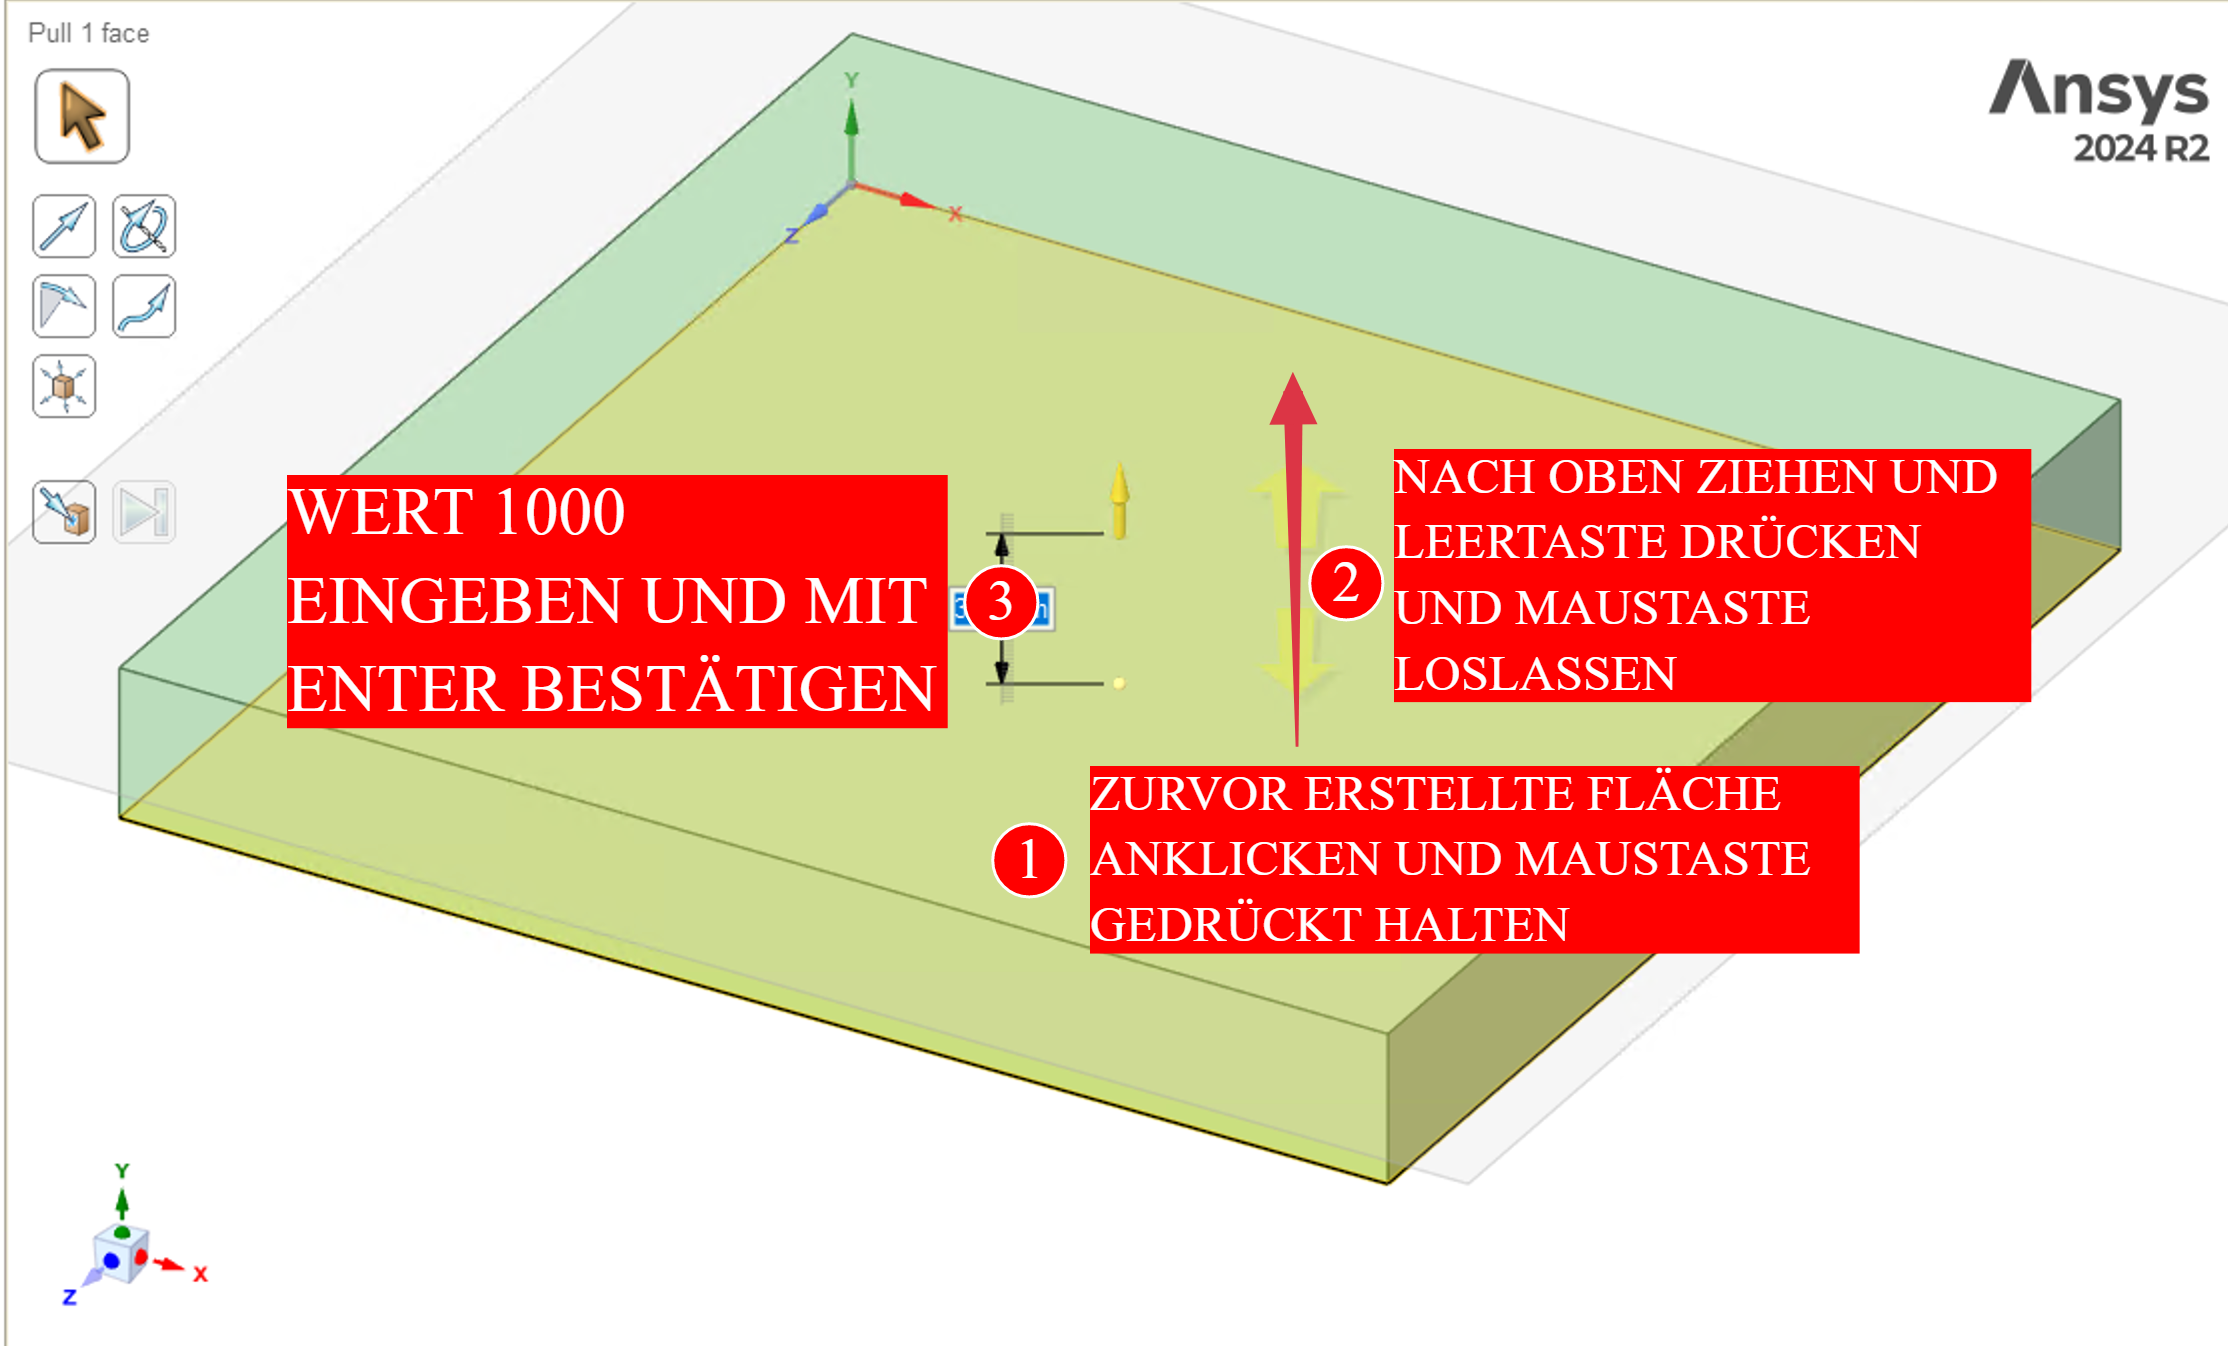 Pull 1 face
Ansys
2024 R2
Y
X
Z
WERT 1000
EINGEBEN UND MIT
ENTER BESTÄTIGEN
3
2
NACH OBEN ZIEHEN UND
LEERTASTE DRÜCKEN
UND MAUSTASTE
LOSLASSEN
1
ZURVOR ERSTELLTE FLÄCHE
ANKLICKEN UND MAUSTASTE
GEDRÜCKT HALTEN
Y
X
Z